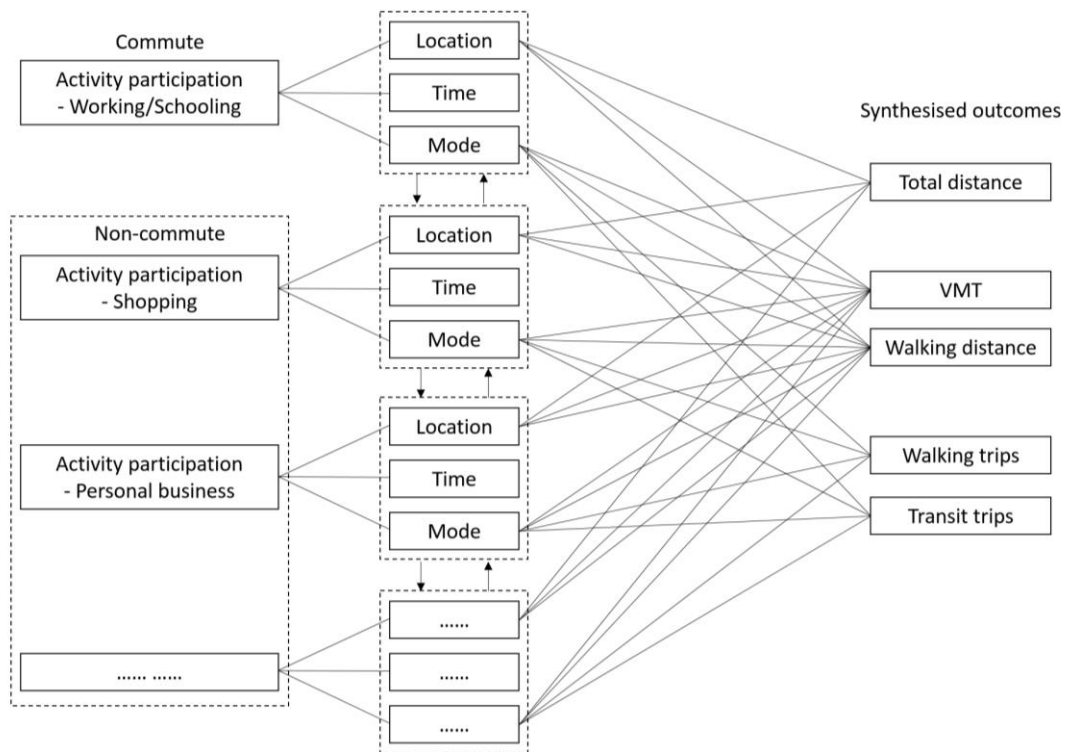 Commute
Activity participation
- Working/Schooling
Location
Time
Mode
Non-commute
Activity participation
- Shopping
Location
Time
Mode
Activity participation
- Personal business
Location
Time
Mode
...... ......
......
......
......
Synthesised outcomes
Total distance
VMT
Walking distance
Walking trips
Transit trips